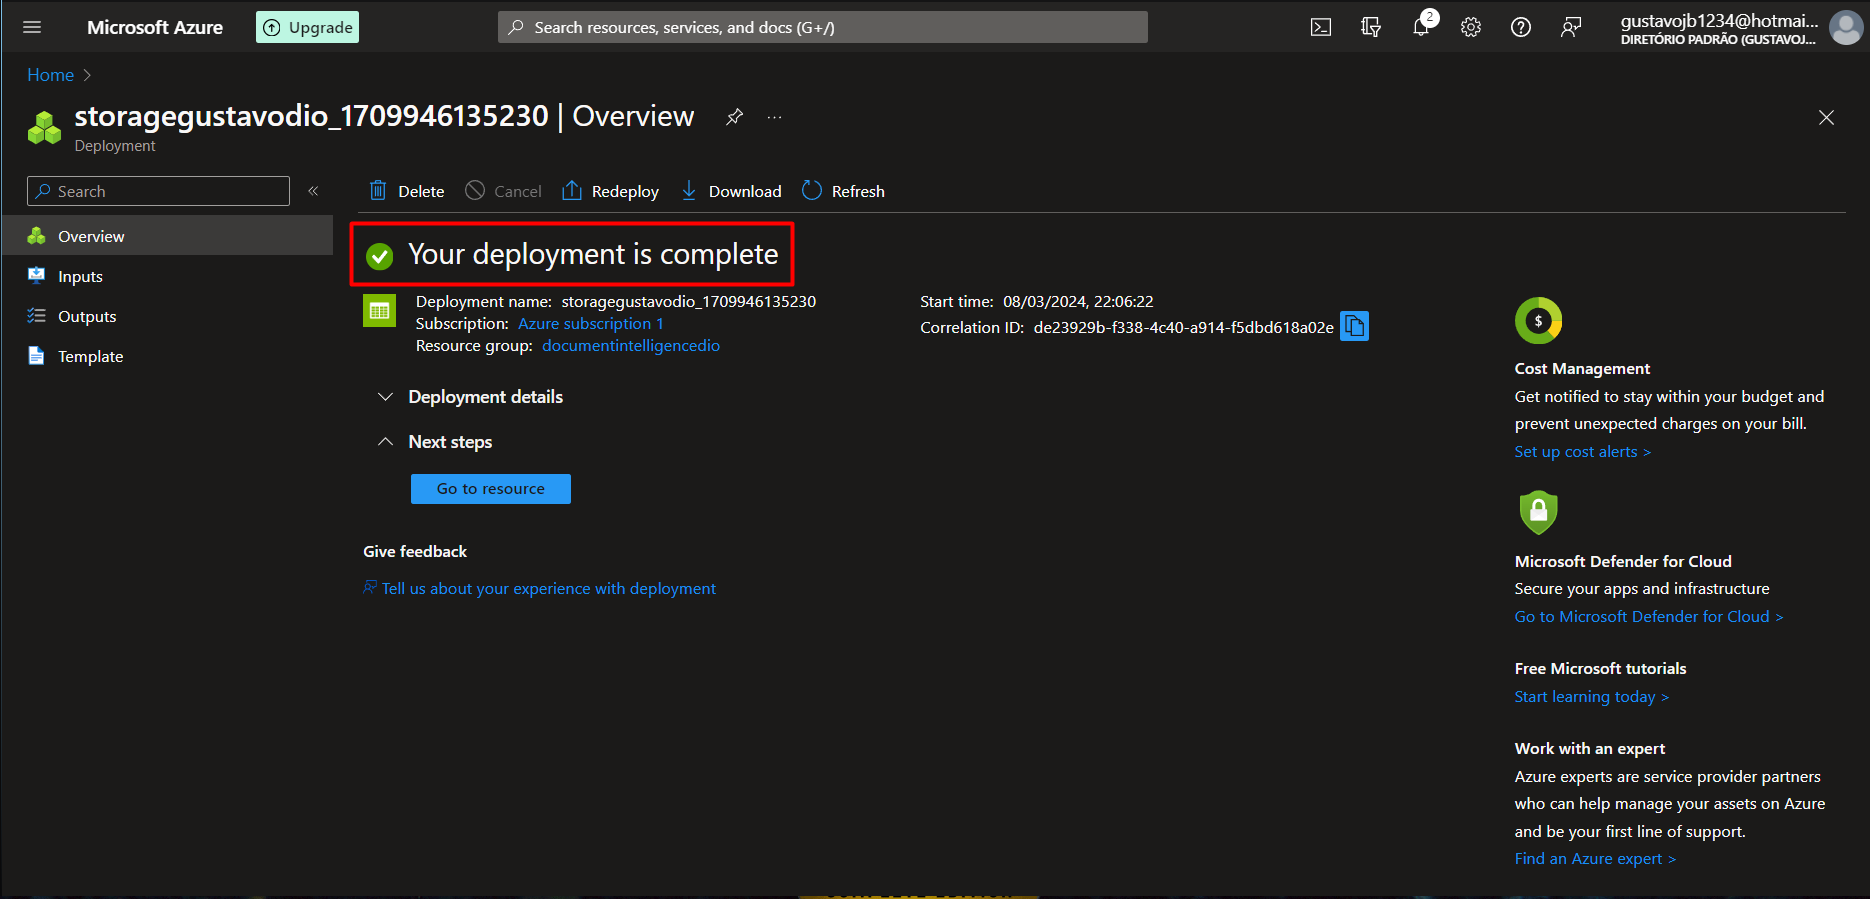 Microsoft Azure
Upgrade
Search resources, services, and docs (G+/)
2
gustavojb1234@hotmai...
DIRETÓRIO PADRÃO (GUSTAVOJ...
Home
storagegustavodio_1709946135230 | Overview
...
Deployment
Search
«
Delete
Cancel
Redeploy
Download
Refresh
Overview
Inputs
Outputs
Template
Your deployment is complete
Deployment name: storagegustavodio_1709946135230
Subscription: Azure subscription 1
Resource group: documentintelligencedio
Start time: 08/03/2024, 22:06:22
Correlation ID: de23929b-f338-4c40-a914-f5dbd618a02e
Deployment details
Next steps
Go to resource
Give feedback
Tell us about your experience with deployment
$
Cost Management
Get notified to stay within your budget and
prevent unexpected charges on your bill.
Set up cost alerts >
Microsoft Defender for Cloud
Secure your apps and infrastructure
Go to Microsoft Defender for Cloud >
Free Microsoft tutorials
Start learning today >
Work with an expert
Azure experts are service provider partners
who can help manage your assets on Azure
and be your first line of support.
Find an Azure expert >